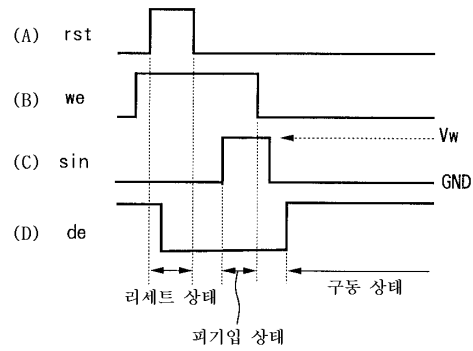 (A) rst
(B) we
Vw
(C) sin
GND
(D) de
리세트 상태
구동 상태
피기입 상태